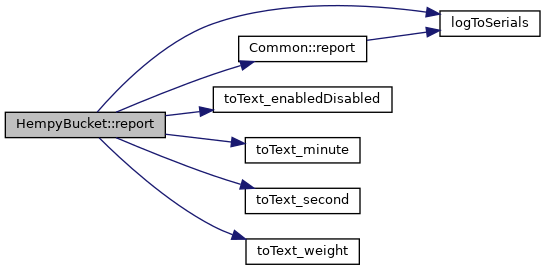 logToSerials
Common::report
toText_enabledDisabled
HempyBucket::report
toText_minute
toText_second
toText_weight